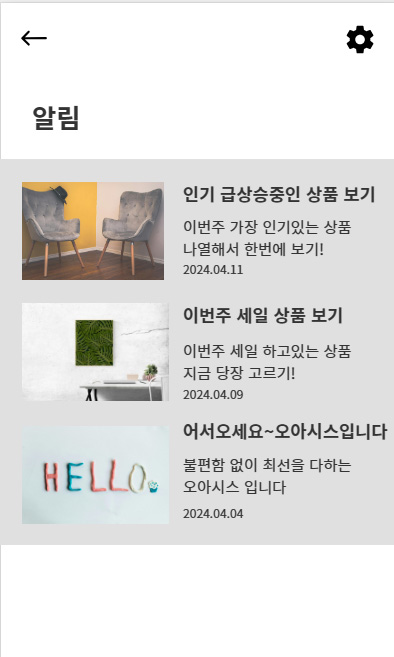 알림
인기 급상승중인 상품 보기
이번주 가장 인기있는 상품
나열해서 한번에 보기!
2024.04.11
이번주 세일 상품 보기
이번주 세일 하고있는 상품
지금 당장 고르기!
2024.04.09
어서오세요~오아시스입니다
HELLO.
불편함 없이 최선을 다하는
오아시스 입니다
2024.04.04